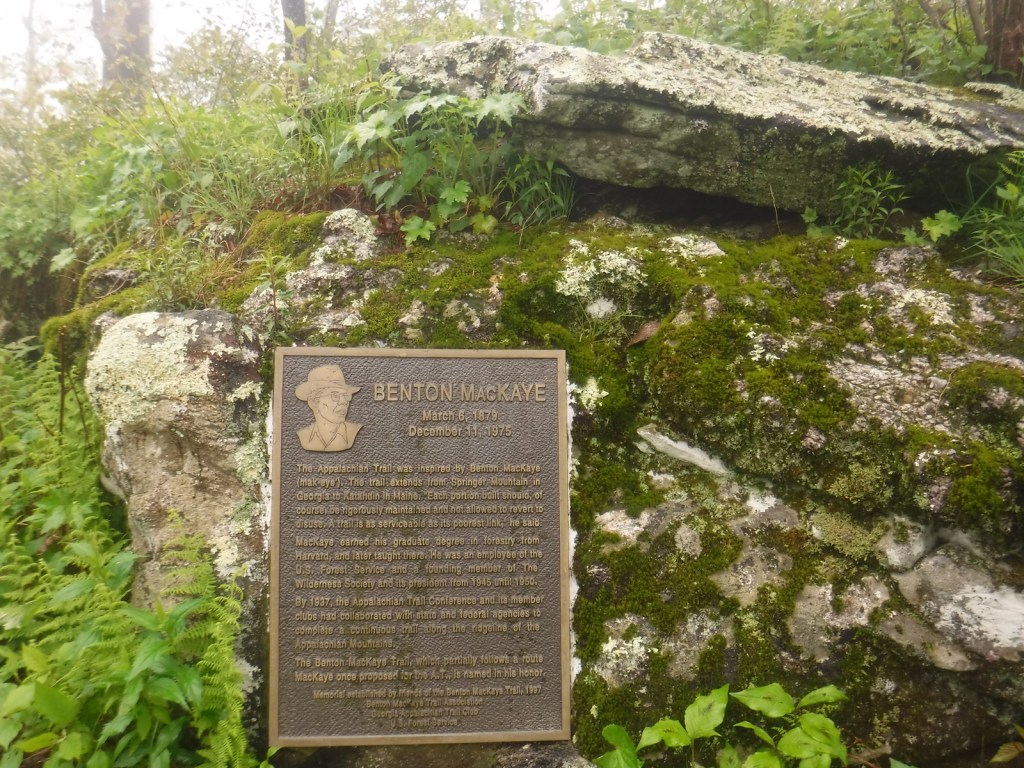 BENTON MACKAYE
March 6, 1879
December 11, 1975
The Appalachian Trail was inspired by Benton MacKaye
(max-eye'). The trail extends from Springer Mountain in
Georgia to Katahdin in Maine. "Each portion built should, of
course, be rigorously maintained and not allowed to revert to
disuse. A trail is as serviceable as its poorest link," he said.
MacKaye earned his graduate degree in forestry from
Harvard, and later taught there. He was an employee of the
U.S. Forest Service and a founding member of The
Wilderness Society and its president from 1945 until 1950.
By 1937, the Appalachian Trail Conference and its member
clubs had collaborated with state and federal agencies to
complete a continuous trail along the ridgeline of the
Appalachian Mountains.
The Benton MacKaye Trail, which partially follows a route
MacKaye once proposed for the A.T., is named in his honor.
Memorial established by friends of the Benton MacKaye Trail, 1997
Benton MacKaye Trail Association
Georgia Appalachian Trail Club
U.S. Forest Service